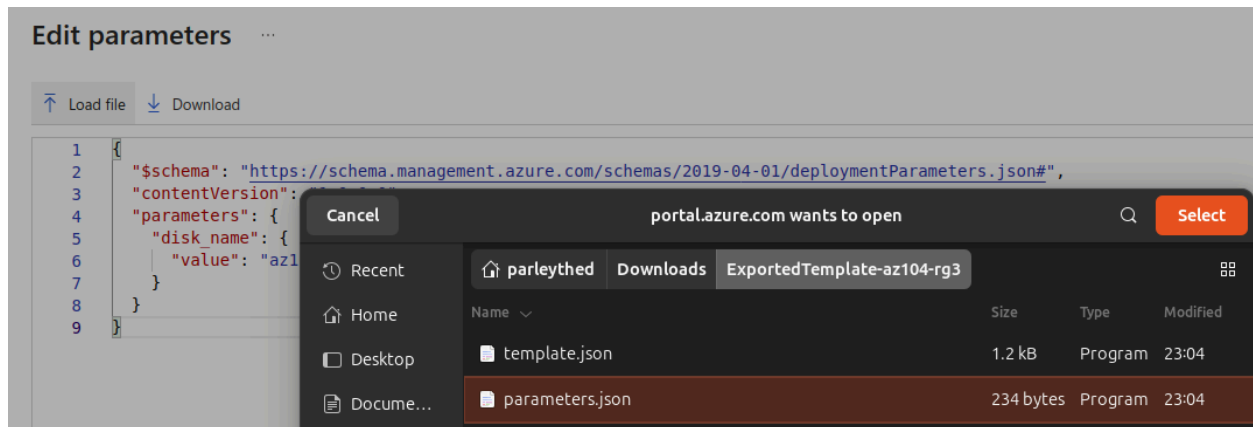 Edit parameters ...
Load file Download
1 {
2 "$schema": "https://schema.management.azure.com/schemas/2019-04-01/deploymentParameters.json#",
3 "contentVersion":
4 "parameters": {
5 "disk_name": {
6 "value": "az1
7 }
8 }
9 }
Cancel portal.azure.com wants to open Select
Recent
Home
Desktop
Docume...
parleythed Downloads ExportedTemplate-az104-rg3
Name Size Type Modified
template.json 1.2 kB Program 23:04
parameters.json 234 bytes Program 23:04